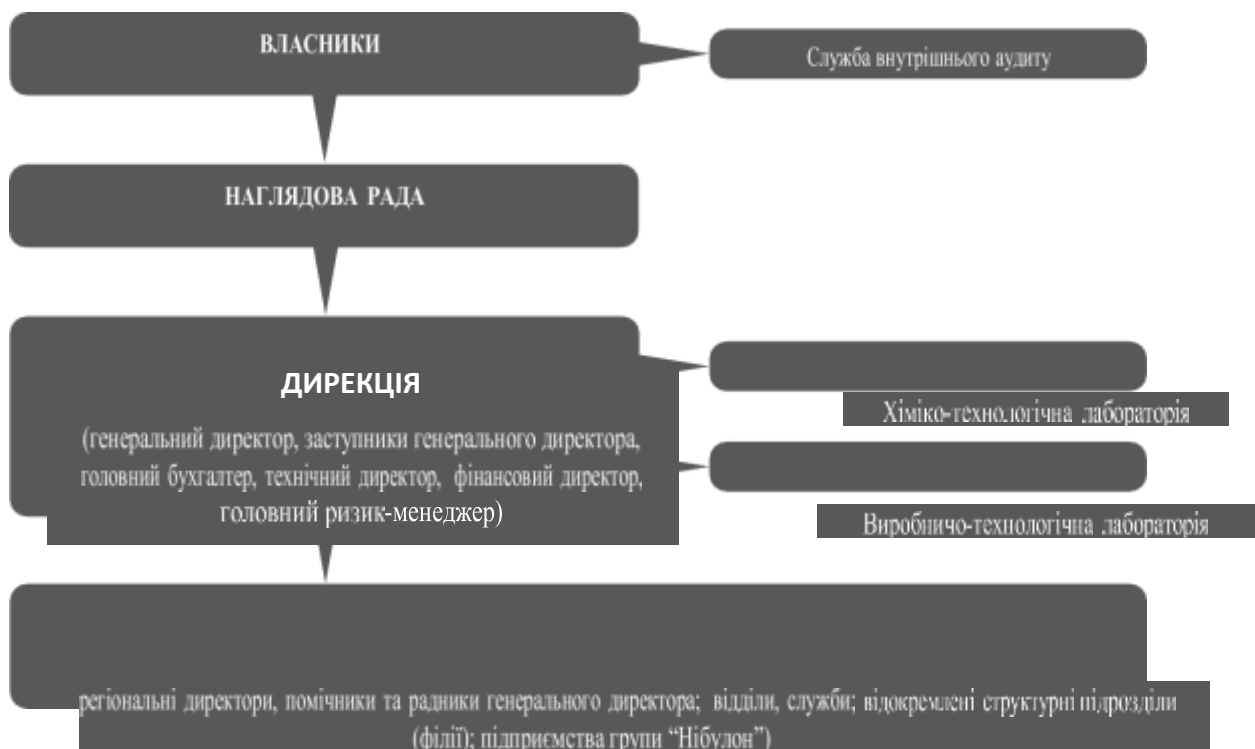 ВЛАСНИКИ
Служба внутрішнього аудиту
НАГЛЯДОВА РАДА
ДИРЕКЦІЯ
(генеральний директор, заступники генерального директора,
головний бухгалтер, технічний директор, фінансовий директор,
головний ризик-менеджер)
Хіміко-технологічна лабораторія
Виробничо-технологічна лабораторія
регіональні директори, помічники та радники генерального директора; відділи, служби; відокремлені структурні підрозділи
(філії); підприємства групи “Нібулон”)